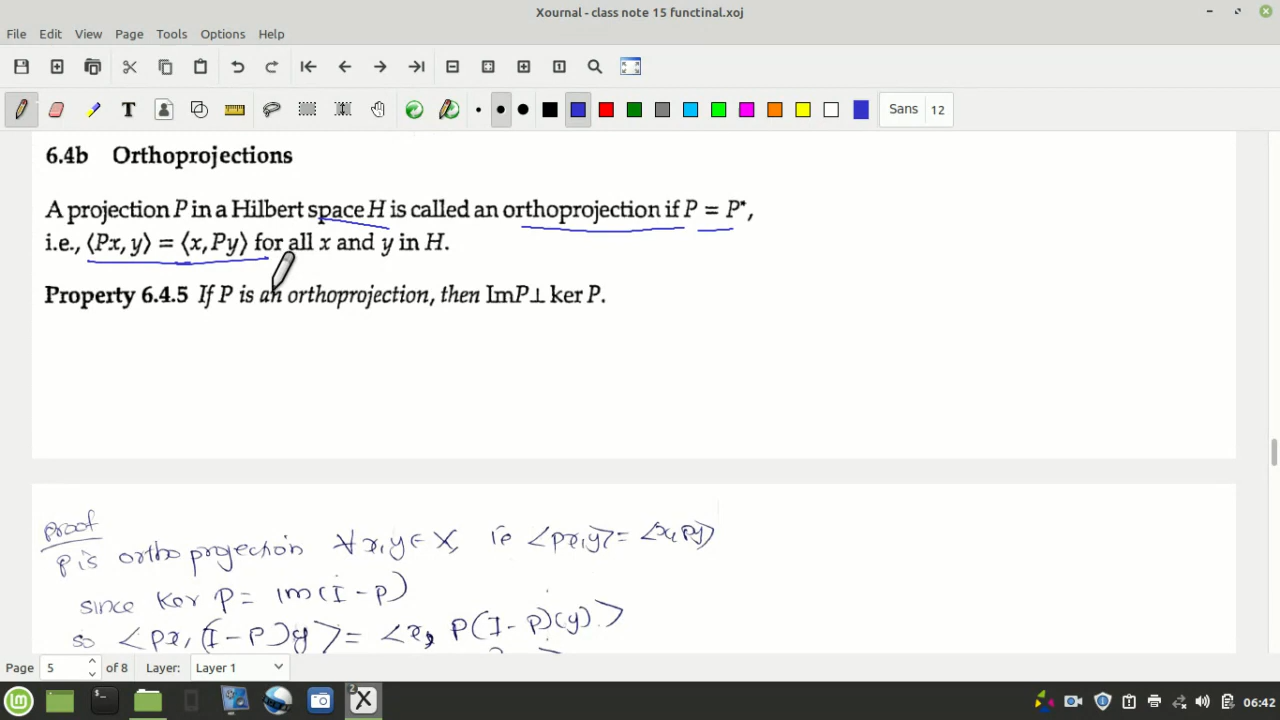 Xournal - class note 15 functinal.xoj
File Edit View Page Tools Options Help
Sans 12
6.4b Orthoprojections
A projection P in a Hilbert space H is called an orthoprojection if P = P*,
i.e., ⟨Px, y⟩ = ⟨x, Py⟩ for all x and y in H.
Property 6.4.5 If P is an orthoprojection, then ImP⊥ ker P.
Proof
P is ortho projection ∀ x,y ∈ X, ie <px,y> = <x,Py>
since Ker P = Im(I-P)
so <Px, (I-P)y> = <x, P(I-P)(y)>
Page 5 of 8 Layer: Layer 1
2
06:42